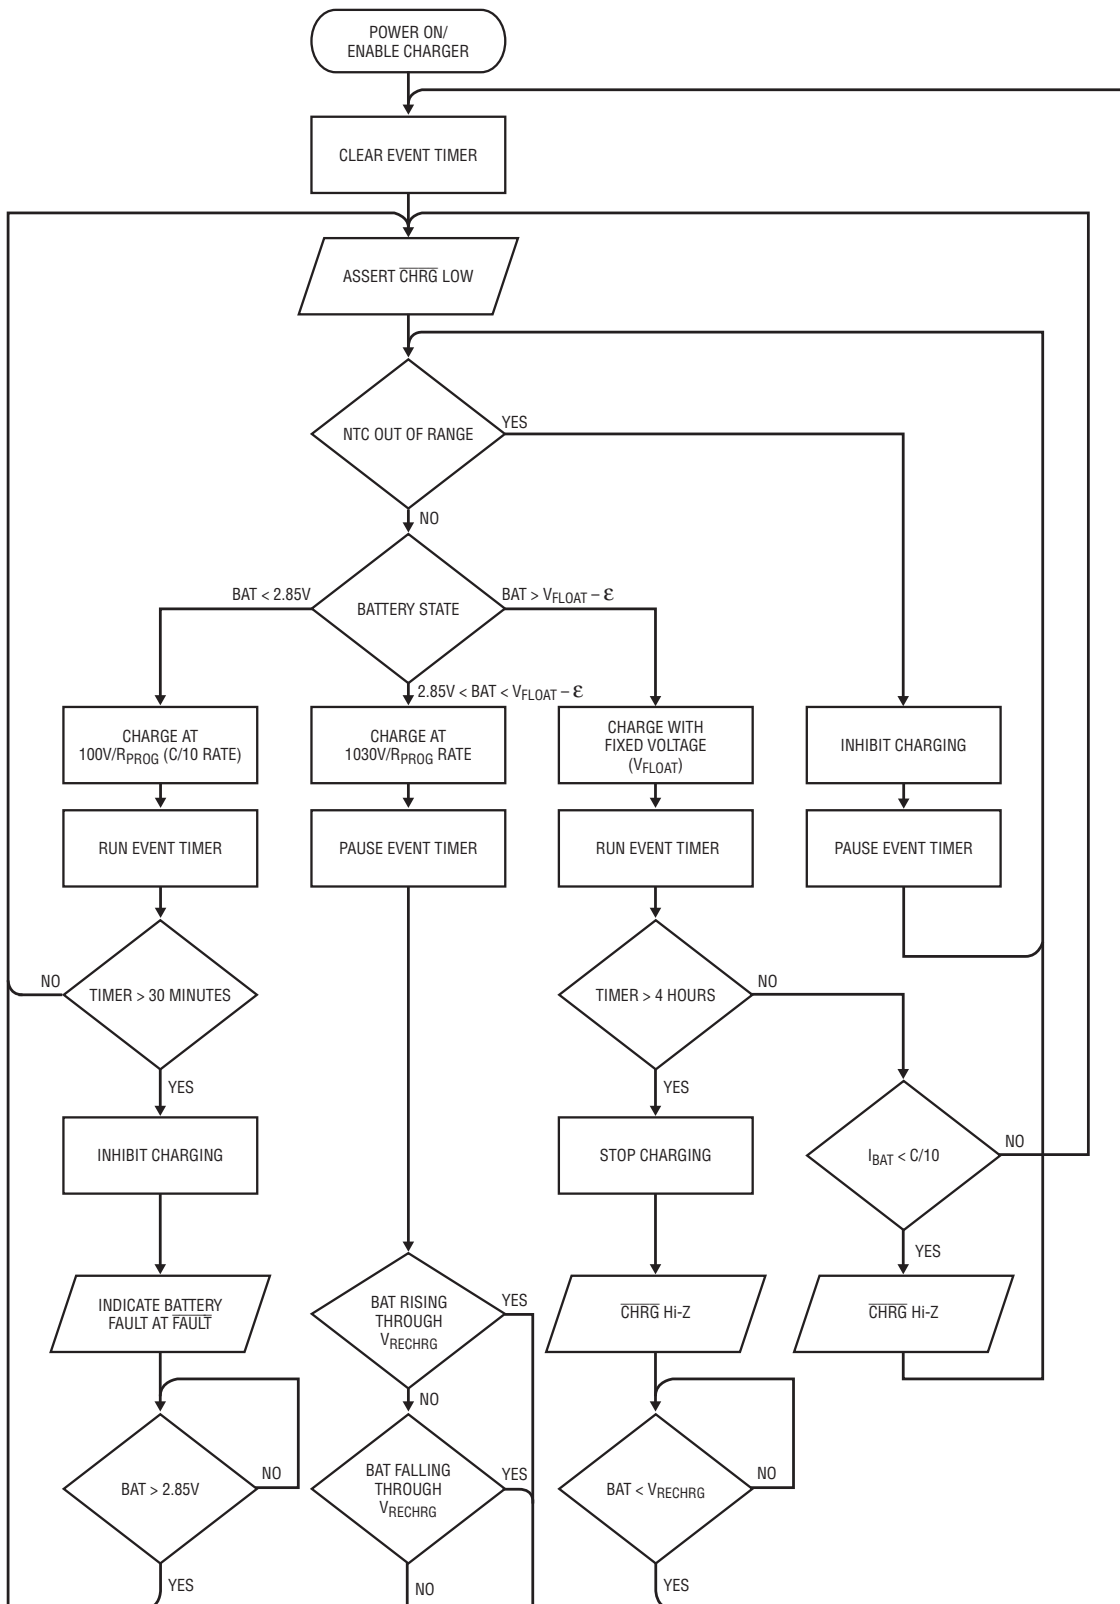 POWER ON/
ENABLE CHARGER
CLEAR EVENT TIMER
ASSERT C̅H̅R̅G̅ LOW
NTC OUT OF RANGE
YES
NO
BATTERY STATE
BAT < 2.85V
BAT > VFLOAT – ε
2.85V < BAT < VFLOAT – ε
CHARGE AT
100V/RPROG (C/10 RATE)
CHARGE AT
1030V/RPROG RATE
CHARGE WITH
FIXED VOLTAGE
(VFLOAT)
INHIBIT CHARGING
RUN EVENT TIMER
PAUSE EVENT TIMER
RUN EVENT TIMER
PAUSE EVENT TIMER
NO
TIMER > 30 MINUTES
TIMER > 4 HOURS
NO
YES
YES
INHIBIT CHARGING
STOP CHARGING
IBAT < C/10
NO
YES
INDICATE BATTERY
FAULT AT F̅A̅U̅L̅T̅
BAT RISING
THROUGH
VRECHRG
YES
C̅H̅R̅G̅ Hi-Z
C̅H̅R̅G̅ Hi-Z
NO
BAT > 2.85V
NO
BAT FALLING
THROUGH
VRECHRG
YES
BAT < VRECHRG
NO
YES
NO
YES